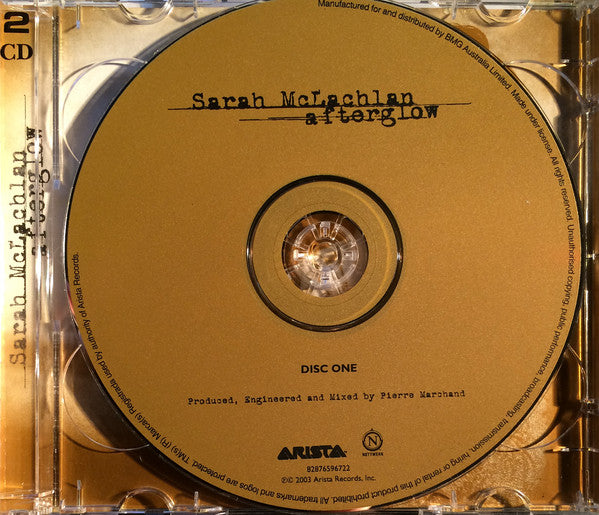 2
CD
Sarah McLachlan
afterglow
Manufactured for and distributed by BMG Australia Limited. Made under license. All rights reserved. Unauthorised copying, public performance, broadcasting, transmission, hiring or rental of this product prohibited. All trademarks and logos are protected. TM(s) (R) Marca(s) Registrada used by authority of Arista Records.
Sarah McLachlan
afterglow
DISC ONE
Produced, Engineered and Mixed by Pierre Marchand
ARISTA
N
NETTWERK
82876596722
℗© 2003 Arista Records, Inc.